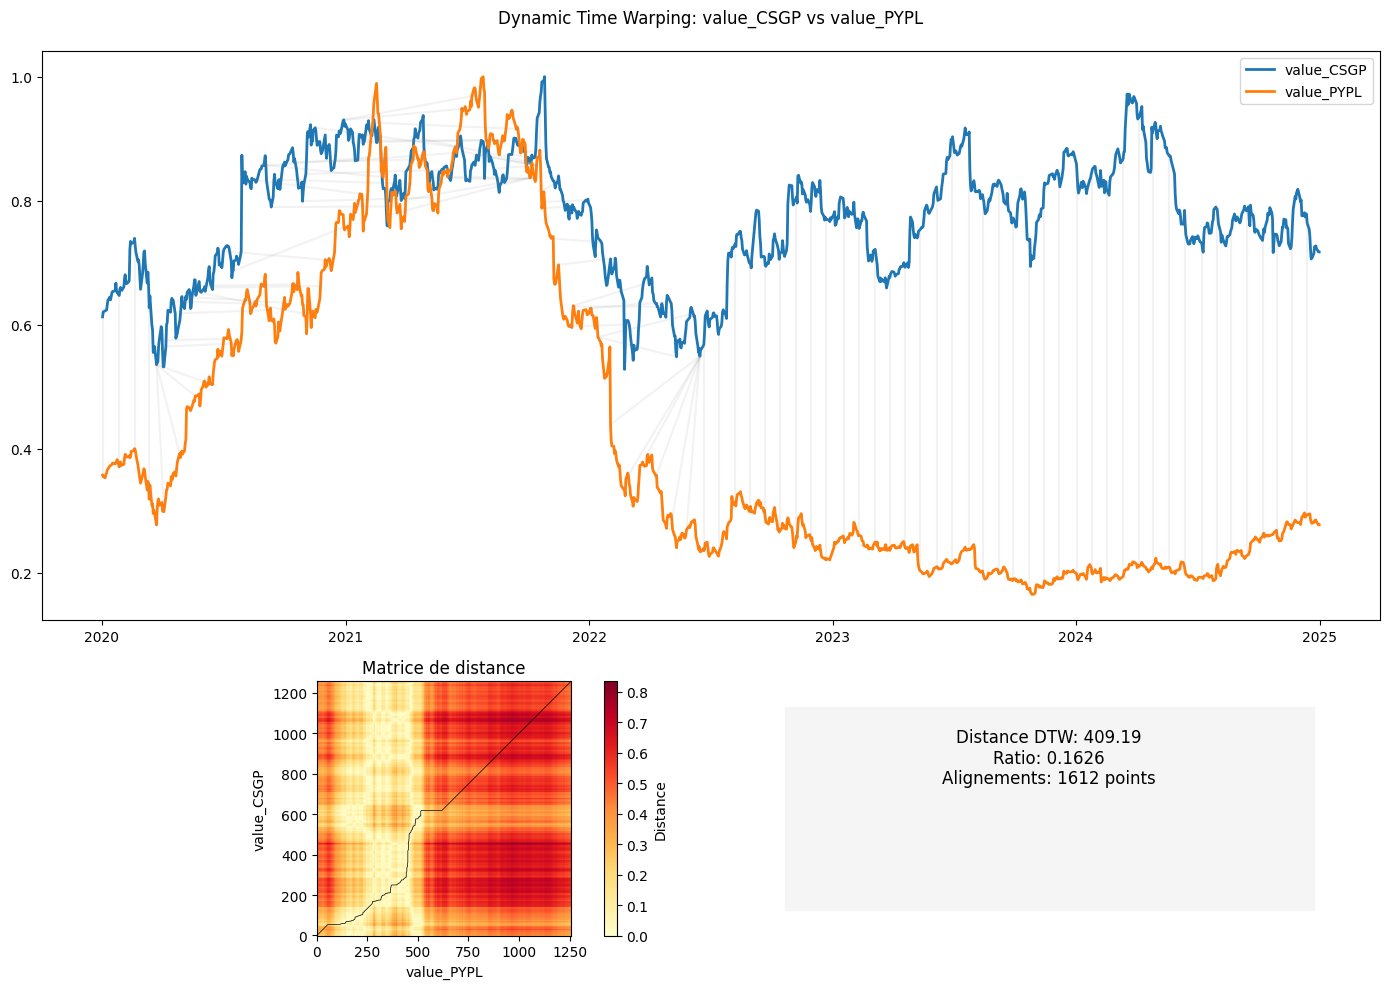 Dynamic Time Warping: value_CSGP vs value_PYPL
value_CSGP
value_PYPL
1.0
0.8
0.6
0.4
0.2
2020 2021 2022 2023 2024 2025
Matrice de distance
value_CSGP
1200
1000
800
600
400
200
0
0 250 500 750 1000 1250
value_PYPL
0.8
0.7
0.6
0.5
0.4
0.3
0.2
0.1
0.0
Distance
Distance DTW: 409.19
Ratio: 0.1626
Alignements: 1612 points